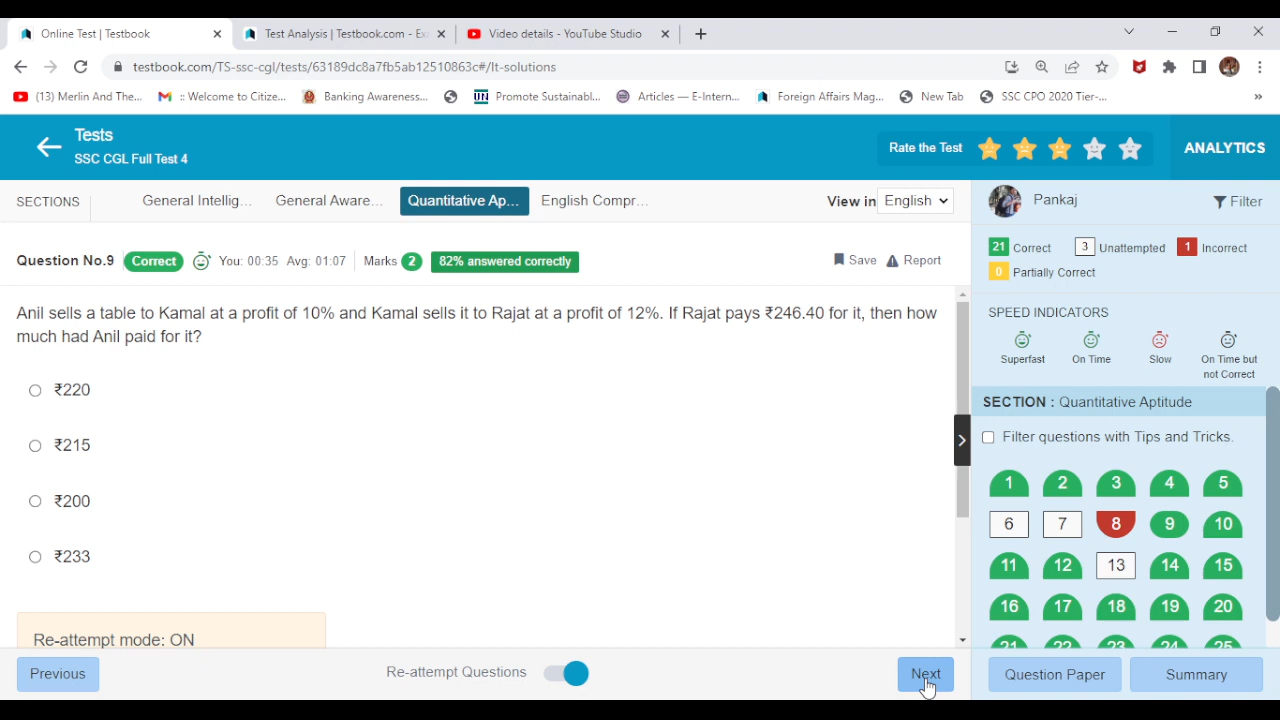 Online Test | Testbook
Test Analysis | Testbook.com - Ex
Video details - YouTube Studio
testbook.com/TS-ssc-cgl/tests/63189dc8a7fb5ab12510863c#/lt-solutions
(13) Merlin And The...
:: Welcome to Citize...
Banking Awareness...
Promote Sustainabl...
Articles — E-Intern...
Foreign Affairs Mag...
New Tab
SSC CPO 2020 Tier-...
»
Tests
SSC CGL Full Test 4
Rate the Test
ANALYTICS
SECTIONS
General Intellig...
General Aware...
Quantitative Ap...
English Compr...
View in English
Pankaj
Filter
Question No.9 Correct You: 00:35 Avg: 01:07 Marks 2 82% answered correctly
Save Report
21 Correct 3 Unattempted 1 Incorrect
0 Partially Correct
Anil sells a table to Kamal at a profit of 10% and Kamal sells it to Rajat at a profit of 12%. If Rajat pays ₹246.40 for it, then how
much had Anil paid for it?
₹220
₹215
₹200
₹233
Re-attempt mode: ON
SPEED INDICATORS
Superfast
On Time
Slow
On Time but
not Correct
SECTION : Quantitative Aptitude
Filter questions with Tips and Tricks.
1 2 3 4 5
6 7 8 9 10
11 12 13 14 15
16 17 18 19 20
21 22 23 24 25
Previous
Re-attempt Questions
Next
Question Paper
Summary